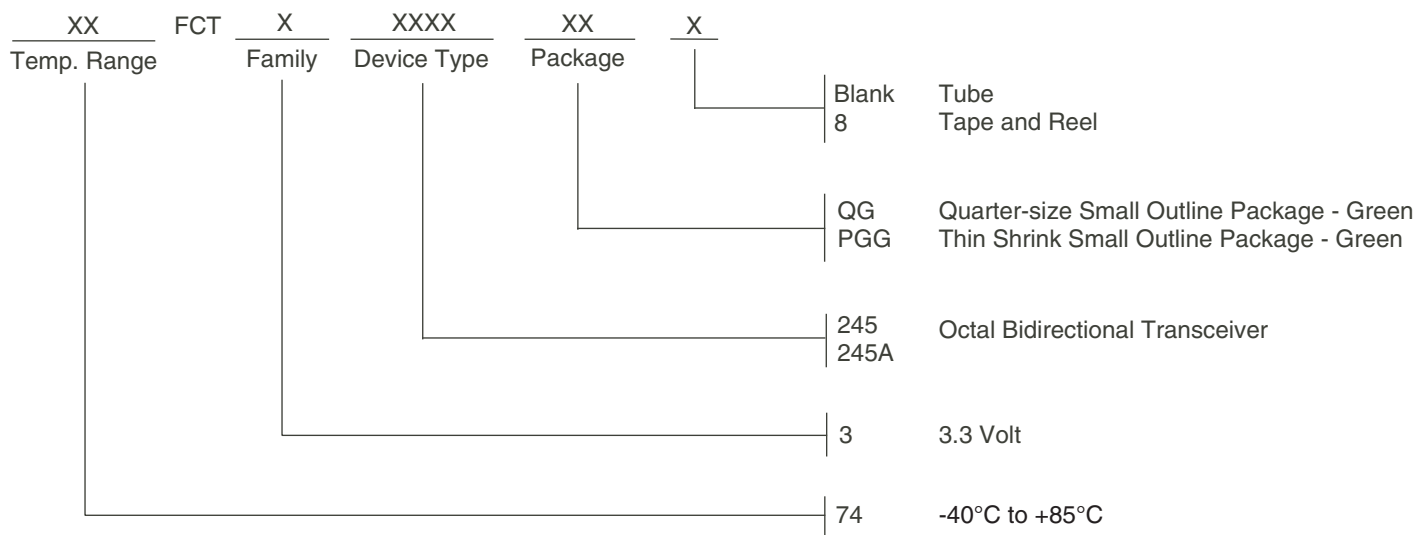 XX FCT X XXXX XX X
Temp. Range Family Device Type Package
Blank Tube
8 Tape and Reel
QG Quarter-size Small Outline Package - Green
PGG Thin Shrink Small Outline Package - Green
245 Octal Bidirectional Transceiver
245A
3 3.3 Volt
74 -40°C to +85°C